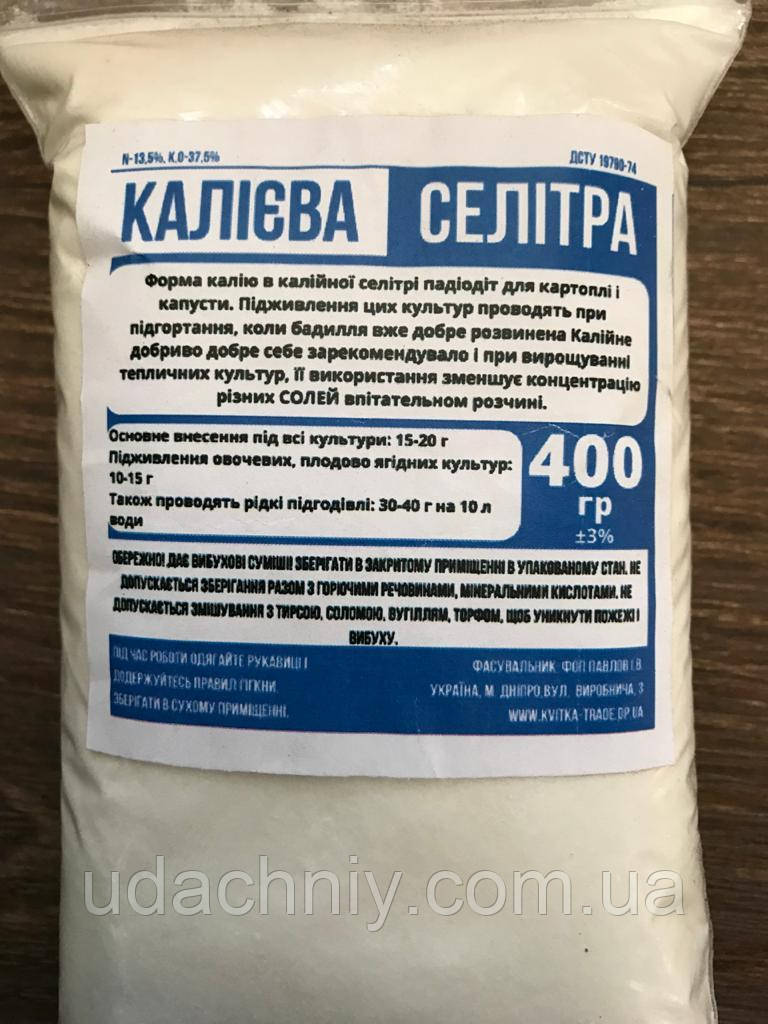 N-13,5%, K.O-37,5%
ДСТУ 19790-74
КАЛІЄВА СЕЛІТРА
Форма калію в калійної селітрі падіодіт для картоплі і
капусти. Підживлення цих культур проводять при
підгортання, коли бадилля вже добре розвинена Калійне
добриво добре себе зарекомендувало і при вирощуванні
тепличних культур, її використання зменшує концентрацію
різних СОЛЕЙ впітательном розчині.
Основне внесення під всі культури: 15-20 г
Підживлення овочевих, плодово ягідних культур:
10-15 г
Також проводять рідкі підгодівлі: 30-40 г на 10 л
води
400
гр
±3%
ОБЕРЕЖНО! ДАЄ ВИБУХОВІ СУМІШІ! ЗБЕРІГАТИ В ЗАКРИТОМУ ПРИМІЩЕННІ В УПАКОВАНОМУ СТАН. НЕ
ДОПУСКАЄТЬСЯ ЗБЕРІГАННЯ РАЗОМ З ГОРЮЧИМИ РЕЧОВИНАМИ, МІНЕРАЛЬНИМИ КИСЛОТАМИ. НЕ
ДОПУСКАЄТЬСЯ ЗМІШУВАННЯ З ТИРСОЮ, СОЛОМОЮ, ВУГІЛЛЯМ, ТОРФОМ, ЩОБ УНИКНУТИ ПОЖЕЖІ І
ВИБУХУ.
ПІД ЧАС РОБОТИ ОДЯГАЙТЕ РУКАВИЦІ І
ДОДЕРЖУЙТЕСЬ ПРАВИЛ ГІГІЄНИ.
ЗБЕРІГАТИ В СУХОМУ ПРИМІЩЕННІ.
ФАСУВАЛЬНИК: ФОП ПАВЛОВ І.В.
УКРАЇНА, М. ДНІПРО, ВУЛ. ВИРОБНИЧА, 3
WWW.KVITKA-TRADE.DP.UA
udachniy.com.ua